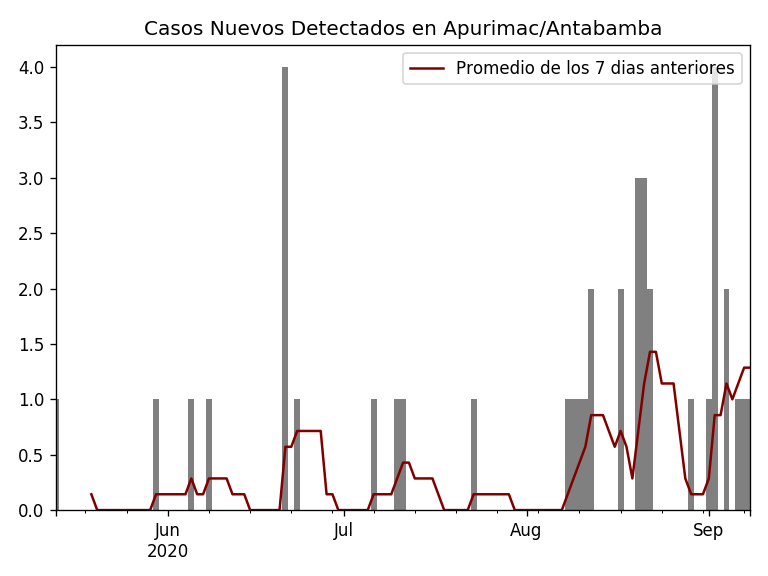 Casos Nuevos Detectados en Apurimac/Antabamba
Promedio de los 7 dias anteriores
4.0
3.5
3.0
2.5
2.0
1.5
1.0
0.5
0.0
Jun
2020
Jul
Aug
Sep